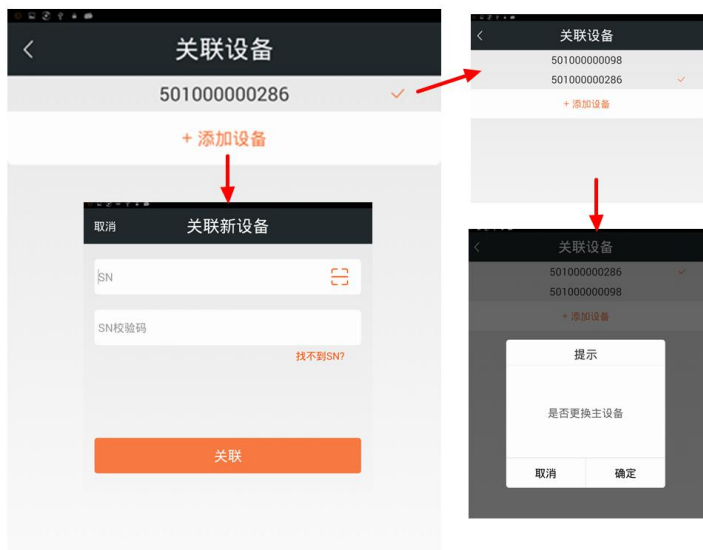 关联设备
501000000286
+ 添加设备
取消
关联新设备
SN
SN校验码
找不到SN?
关联
关联设备
501000000098
501000000286
+ 添加设备
关联设备
501000000286
501000000098
+ 添加设备
提示
是否更换主设备
取消
确定